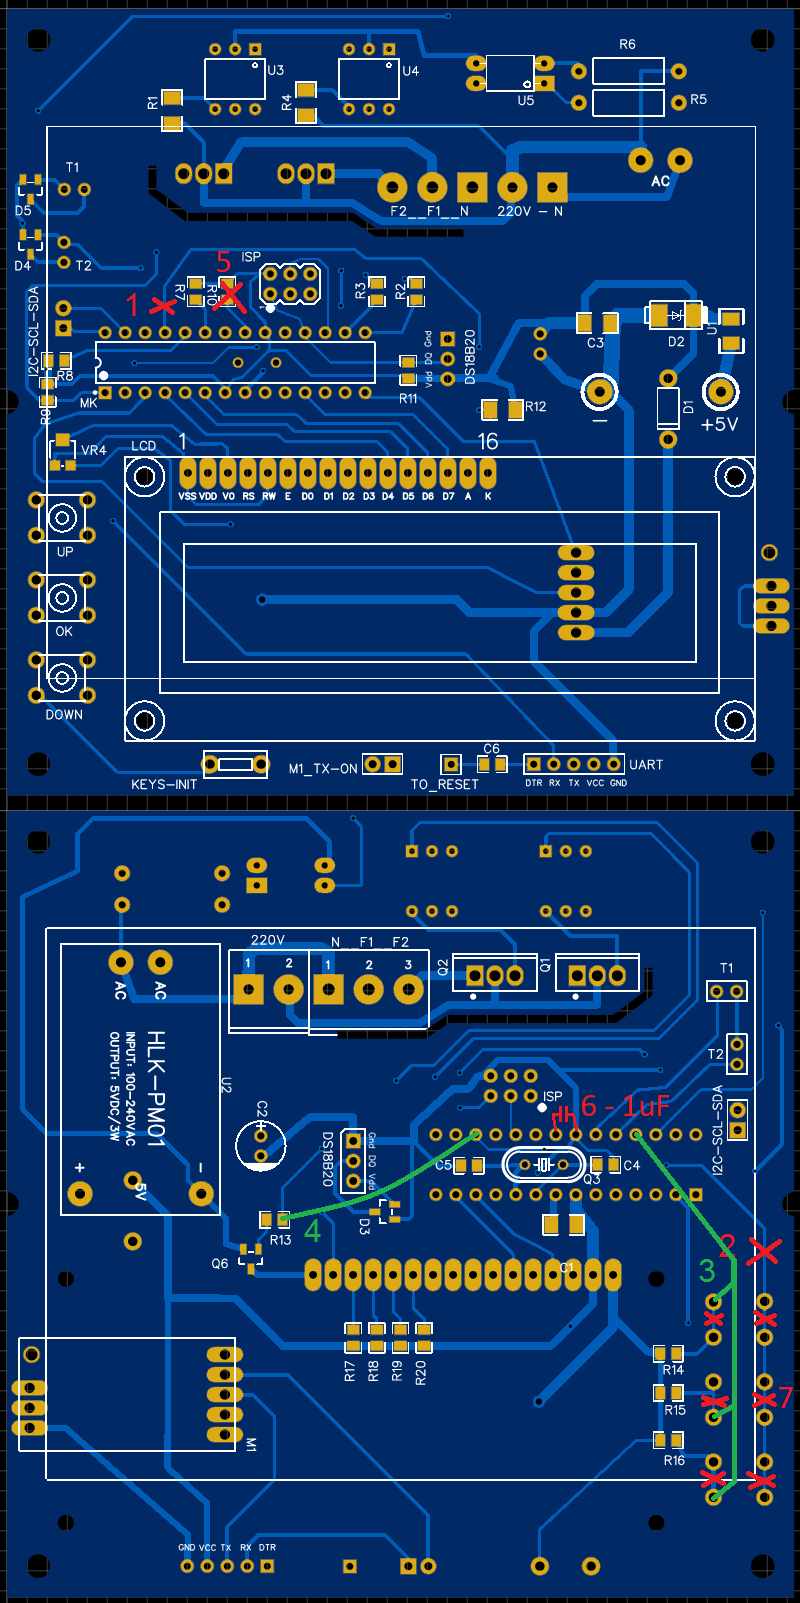 U3
U4
U5
R6
R5
R1
R4
T1
D5
D4
T2
AC
F2__F1__N
220V - N
I2C-SCL-SDA
1
5
ISP
R7
R10
R3
R2
Gnd
DQ
Vdd
DS18B20
C3
D2
U1
D1
R8
R9
MK
R11
R12
VR4
LCD
1
16
+5V
VSS VDD V0 RS RW E D0 D1 D2 D3 D4 D5 D6 D7 A K
UP
OK
DOWN
KEYS-INIT
M1_TX-ON
TO_RESET
C6
UART
DTR RX TX VCC GND
220V
N__F1__F2
1 2 1 2 3
Q2
Q1
T1
T2
AC AC
HLK-PM01
INPUT: 100-240VAC
OUTPUT: 5VDC/3W
U2
+
-
5V
C2
+
DS18B20
Gnd
DQ
Vdd
ISP
6 - 1uF
I2C-SCL-SDA
C5
Q3
C4
R13
4
D3
Q6
C1
2
3
R17
R18
R19
R20
R14
R15
R16
7
M1
GND VCC TX RX DTR